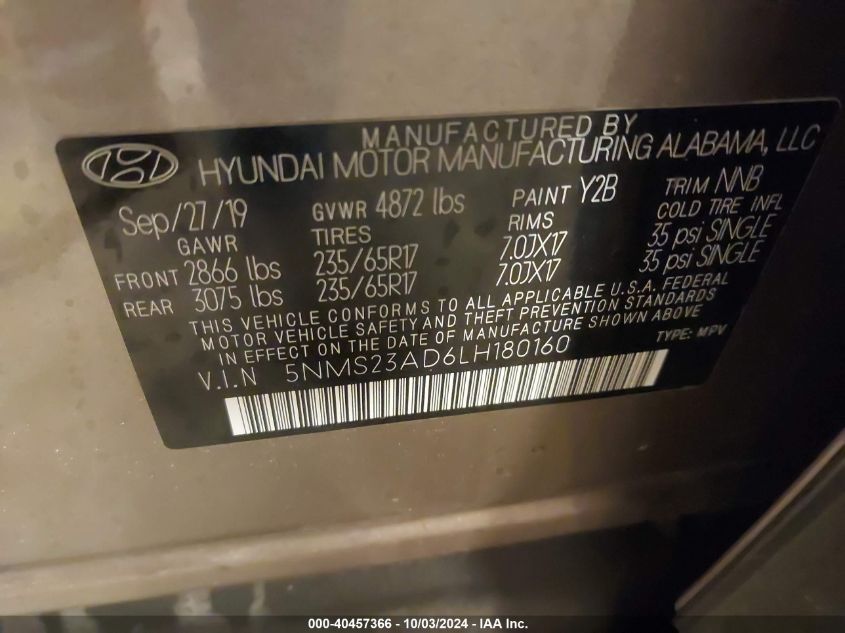 MANUFACTURED BY
HYUNDAI MOTOR MANUFACTURING ALABAMA, LLC
Sep/27/19 GVWR 4872 lbs PAINT Y2B TRIM NNB
GAWR TIRES RIMS COLD TIRE INFL
FRONT 2866 lbs 235/65R17 7.0JX17 35 psi SINGLE
REAR 3075 lbs 235/65R17 7.0JX17 35 psi SINGLE
THIS VEHICLE CONFORMS TO ALL APPLICABLE U.S.A. FEDERAL
MOTOR VEHICLE SAFETY AND THEFT PREVENTION STANDARDS
IN EFFECT ON THE DATE OF MANUFACTURE SHOWN ABOVE
V.I.N 5NMS23AD6LH180160 TYPE: MPV
000-40457366 - 10/03/2024 - IAA Inc.